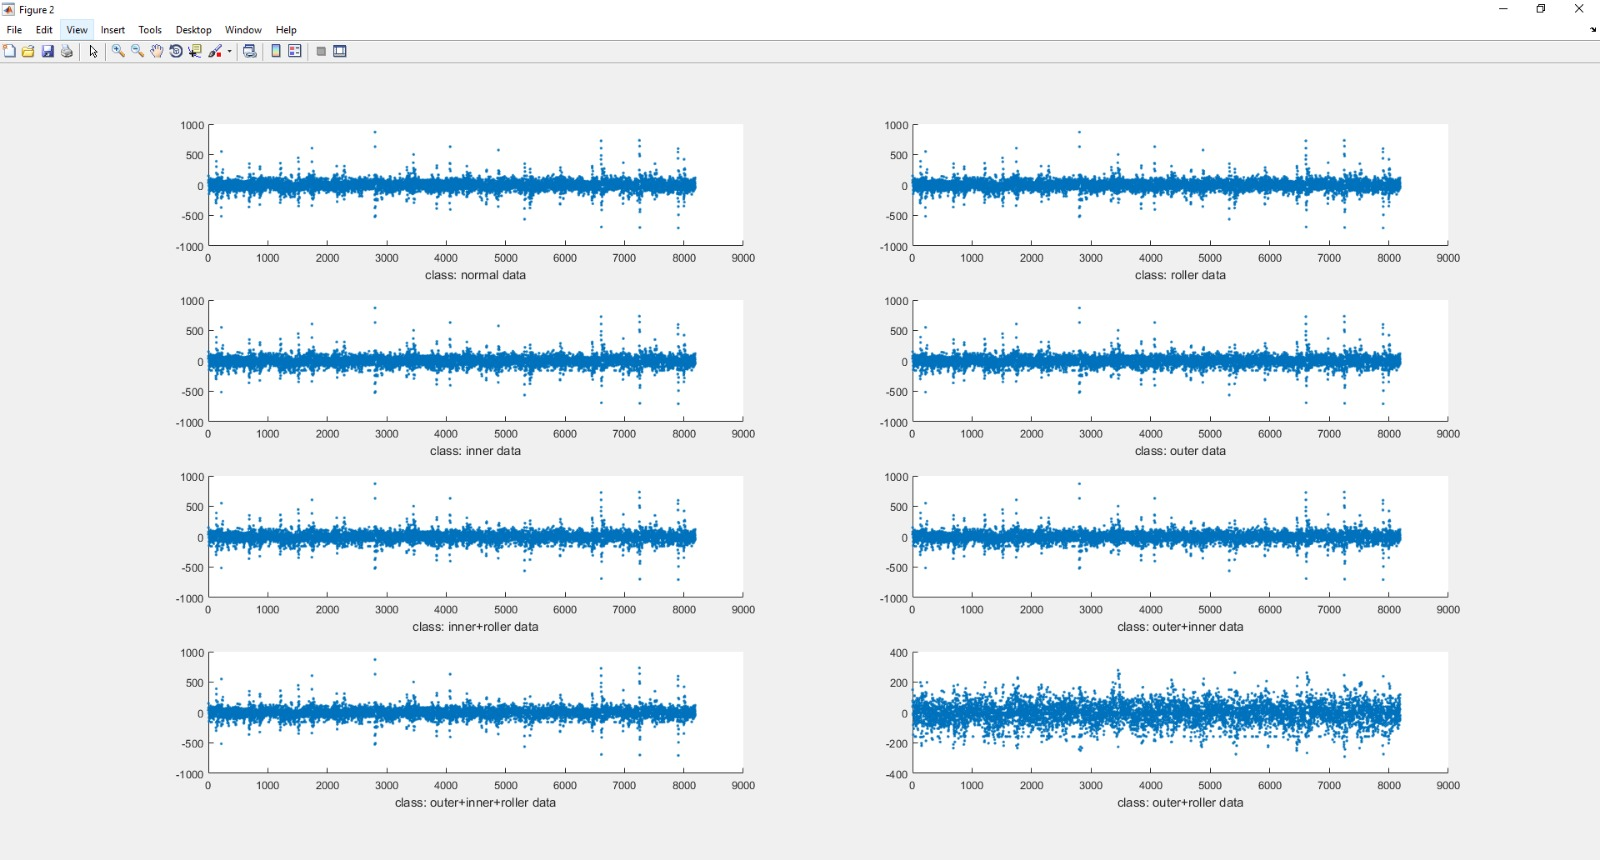 Figure 2
File Edit View Insert Tools Desktop Window Help
1000
500
0
-500
-1000
0 1000 2000 3000 4000 5000 6000 7000 8000 9000
class: normal data
1000
500
0
-500
-1000
0 1000 2000 3000 4000 5000 6000 7000 8000 9000
class: roller data
1000
500
0
-500
-1000
0 1000 2000 3000 4000 5000 6000 7000 8000 9000
class: inner data
1000
500
0
-500
-1000
0 1000 2000 3000 4000 5000 6000 7000 8000 9000
class: outer data
1000
500
0
-500
-1000
0 1000 2000 3000 4000 5000 6000 7000 8000 9000
class: inner+roller data
1000
500
0
-500
-1000
0 1000 2000 3000 4000 5000 6000 7000 8000 9000
class: outer+inner data
1000
500
0
-500
-1000
0 1000 2000 3000 4000 5000 6000 7000 8000 9000
class: outer+inner+roller data
400
200
0
-200
-400
0 1000 2000 3000 4000 5000 6000 7000 8000 9000
class: outer+roller data